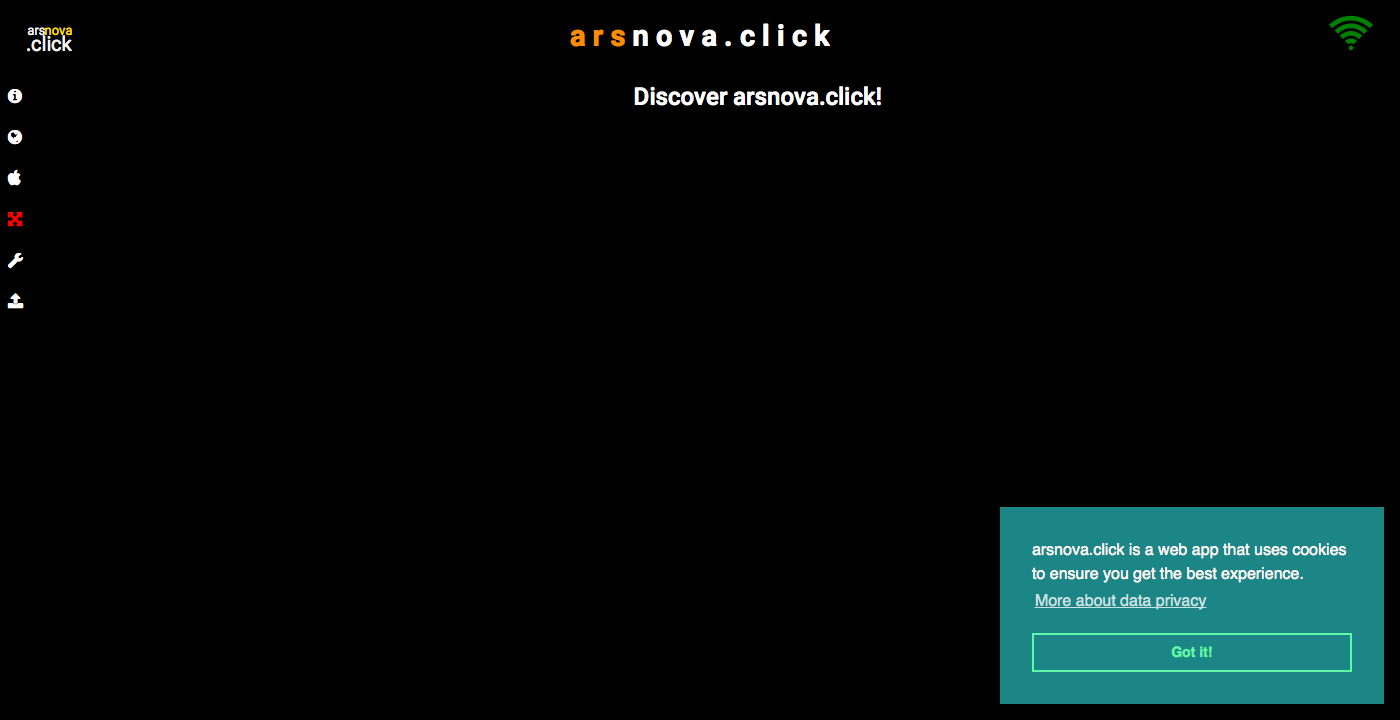 arsnova
.click
arsnova.click
Discover arsnova.click!
arsnova.click is a web app that uses cookies
to ensure you get the best experience.
More about data privacy
Got it!